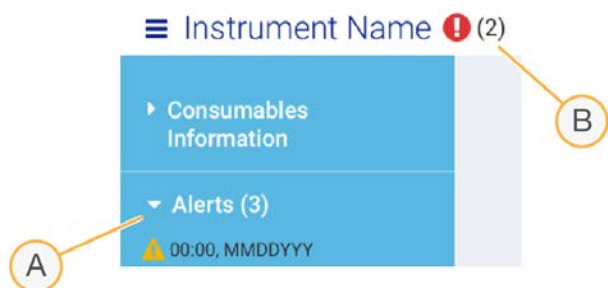 Instrument Name ! (2)
Consumables
Information
B
Alerts (3)
A
! 00:00, MMDDYYY